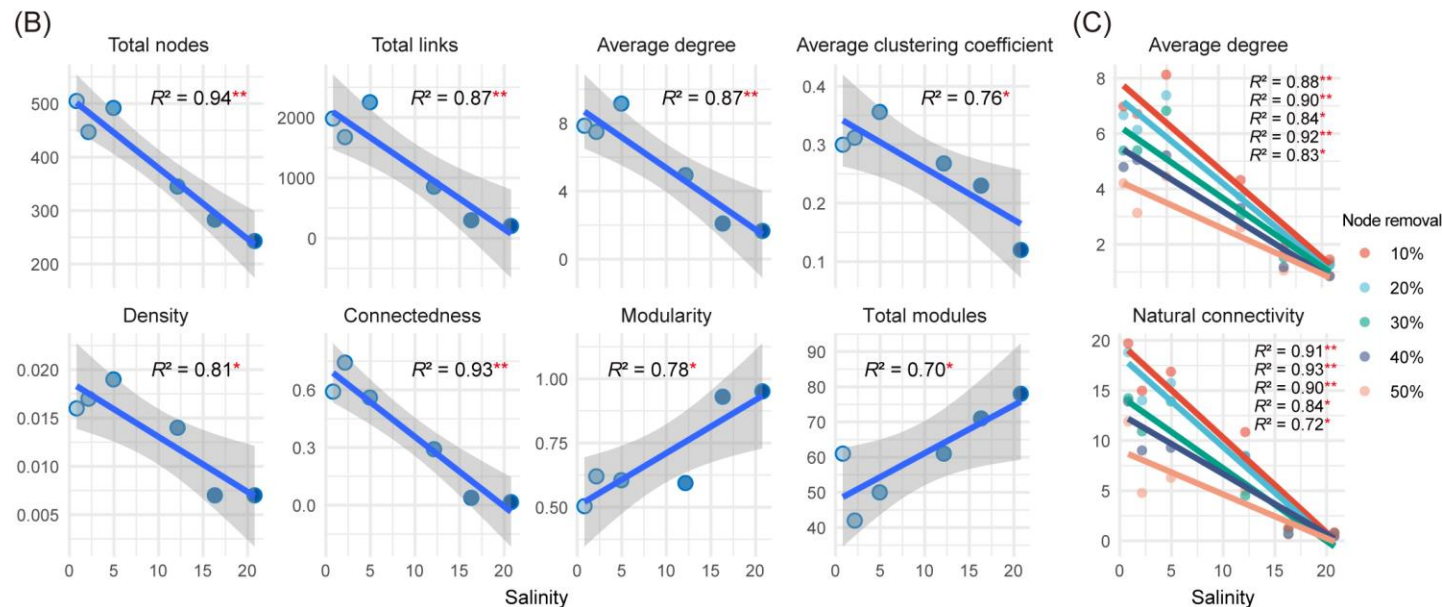 (B)
Total nodes
R² = 0.94**
500
400
300
200
Total links
R² = 0.87**
2000
1000
0
Average degree
R² = 0.87**
8
4
0
Average clustering coefficient
R² = 0.76*
0.4
0.3
0.2
0.1
Density
R² = 0.81*
0.020
0.015
0.010
0.005
0 5 10 15 20
Connectedness
R² = 0.93**
0.6
0.3
0.0
0 5 10 15 20
Modularity
R² = 0.78*
1.00
0.75
0.50
0 5 10 15 20
Total modules
R² = 0.70*
90
80
70
60
50
40
0 5 10 15 20
Salinity
(C)
Average degree
R² = 0.88**
R² = 0.90**
R² = 0.84*
R² = 0.92**
R² = 0.83*
8
6
4
2
Natural connectivity
R² = 0.91**
R² = 0.93**
R² = 0.90**
R² = 0.84*
R² = 0.72*
20
15
10
5
0
0 5 10 15 20
Salinity
Node removal
10%
20%
30%
40%
50%